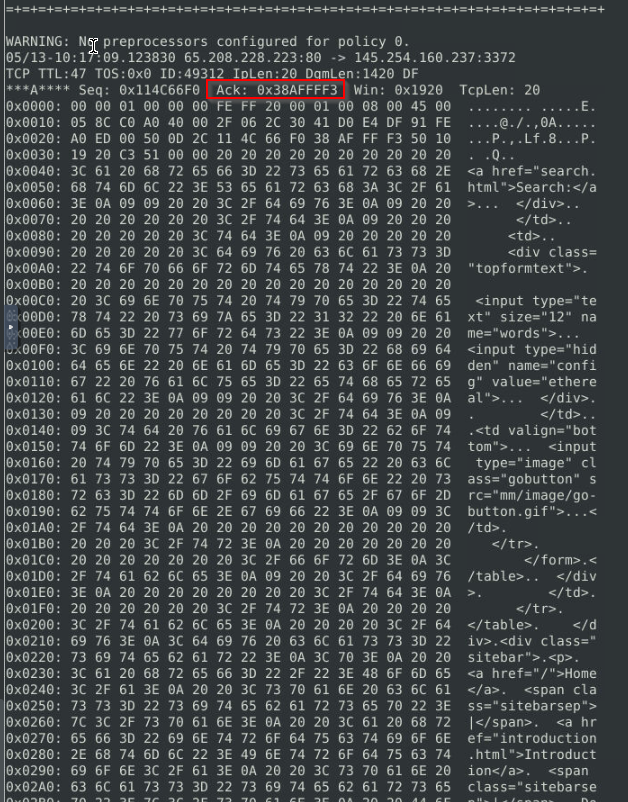 =+=+=+=+=+=+=+=+=+=+=+=+=+=+=+=+=+=+=+=+=+=+=+=+=+=+=+=+=+=+=+=+=+=+=+=+=+
WARNING: No preprocessors configured for policy 0.
05/13-10:17:09.123830 65.208.228.223:80 -> 145.254.160.237:3372
TCP TTL:47 TOS:0x0 ID:49312 IpLen:20 DgmLen:1420 DF
***A**** Seq: 0x114C66F0 Ack: 0x38AFFFF3 Win: 0x1920 TcpLen: 20
0x0000: 00 00 01 00 00 00 FE FF 20 00 01 00 08 00 45 00 ........ .....E.
0x0010: 05 8C C0 A0 40 00 2F 06 2C 30 41 D0 E4 DF 91 FE ....@./.,0A.....
0x0020: A0 ED 00 50 0D 2C 11 4C 66 F0 38 AF FF F3 50 10 ...P.,.Lf.8...P.
0x0030: 19 20 C3 51 00 00 20 20 20 20 20 20 20 20 20 20 . .Q..
0x0040: 3C 61 20 68 72 65 66 3D 22 73 65 61 72 63 68 2E <a href="search.
0x0050: 68 74 6D 6C 22 3E 53 65 61 72 63 68 3A 3C 2F 61 html">Search:</a
0x0060: 3E 0A 09 09 20 20 3C 2F 64 69 76 3E 0A 09 20 20 >...  </div>..
0x0070: 20 20 20 20 20 20 3C 2F 74 64 3E 0A 09 20 20 20       </td>..
0x0080: 20 20 20 20 20 3C 74 64 3E 0A 09 20 20 20 20 20      <td>..
0x0090: 20 20 20 20 20 3C 64 69 76 20 63 6C 61 73 73 3D      <div class=
0x00A0: 22 74 6F 70 66 6F 72 6D 74 65 78 74 22 3E 0A 20 "topformtext">.
0x00B0: 20 20 20 20 20 20 20 20 20 20 20 20 20 20 20 20
0x00C0: 20 3C 69 6E 70 75 74 20 74 79 70 65 3D 22 74 65  <input type="te
0x00D0: 78 74 22 20 73 69 7A 65 3D 22 31 32 22 20 6E 61 xt" size="12" na
0x00E0: 6D 65 3D 22 77 6F 72 64 73 22 3E 0A 09 09 20 20 me="words">...
0x00F0: 3C 69 6E 70 75 74 20 74 79 70 65 3D 22 68 69 64 <input type="hid
0x0100: 64 65 6E 22 20 6E 61 6D 65 3D 22 63 6F 6E 66 69 den" name="confi
0x0110: 67 22 20 76 61 6C 75 65 3D 22 65 74 68 65 72 65 g" value="ethere
0x0120: 61 6C 22 3E 0A 09 09 20 20 3C 2F 64 69 76 3E 0A al">...  </div>.
0x0130: 09 20 20 20 20 20 20 20 20 3C 2F 74 64 3E 0A 09 .        </td>..
0x0140: 09 3C 74 64 20 76 61 6C 69 67 6E 3D 22 62 6F 74 .<td valign="bot
0x0150: 74 6F 6D 22 3E 0A 09 09 20 20 3C 69 6E 70 75 74 tom">...  <input
0x0160: 20 74 79 70 65 3D 22 69 6D 61 67 65 22 20 63 6C  type="image" cl
0x0170: 61 73 73 3D 22 67 6F 62 75 74 74 6F 6E 22 20 73 ass="gobutton" s
0x0180: 72 63 3D 22 6D 6D 2F 69 6D 61 67 65 2F 67 6F 2D rc="mm/image/go-
0x0190: 62 75 74 74 6F 6E 2E 67 69 66 22 3E 0A 09 09 3C button.gif">...<
0x01A0: 2F 74 64 3E 0A 20 20 20 20 20 20 20 20 20 20 20 /td>.
0x01B0: 20 20 20 3C 2F 74 72 3E 0A 20 20 20 20 20 20 20    </tr>.
0x01C0: 20 20 20 20 20 20 20 3C 2F 66 6F 72 6D 3E 0A 3C        </form>.<
0x01D0: 2F 74 61 62 6C 65 3E 0A 09 20 20 3C 2F 64 69 76 /table>..  </div
0x01E0: 3E 0A 20 20 20 20 20 20 20 20 20 3C 2F 74 64 3E 0A >.         </td>.
0x01F0: 20 20 20 20 20 20 20 3C 2F 74 72 3E 0A 20 20 20 20        </tr>.
0x0200: 3C 2F 74 61 62 6C 65 3E 0A 20 20 20 20 20 3C 2F 64 </table>.     </d
0x0210: 69 76 3E 0A 3C 64 69 76 20 63 6C 61 73 73 3D 22 iv>.<div class="
0x0220: 73 69 74 65 62 61 72 22 3E 0A 3C 70 3E 0A 20 20 sitebar">.<p>.
0x0230: 3C 61 20 68 72 65 66 3D 22 2F 22 3E 48 6F 6D 65 <a href="/">Home
0x0240: 3C 2F 61 3E 0A 20 20 3C 73 70 61 6E 20 63 6C 61 </a>.  <span cla
0x0250: 73 73 3D 22 73 69 74 65 62 61 72 73 65 70 22 3E ss="sitebarsep">
0x0260: 7C 3C 2F 73 70 61 6E 3E 0A 20 20 3C 61 20 68 72 |</span>.  <a hr
0x0270: 65 66 3D 22 69 6E 74 72 6F 64 75 63 74 69 6F 6E ef="introduction
0x0280: 2E 68 74 6D 6C 22 3E 49 6E 74 72 6F 64 75 63 74 .html">Introduct
0x0290: 69 6F 6E 3C 2F 61 3E 0A 20 20 3C 73 70 61 6E 20 ion</a>.  <span
0x02A0: 63 6C 61 73 73 3D 22 73 69 74 65 62 61 72 73 65 class="sitebarse